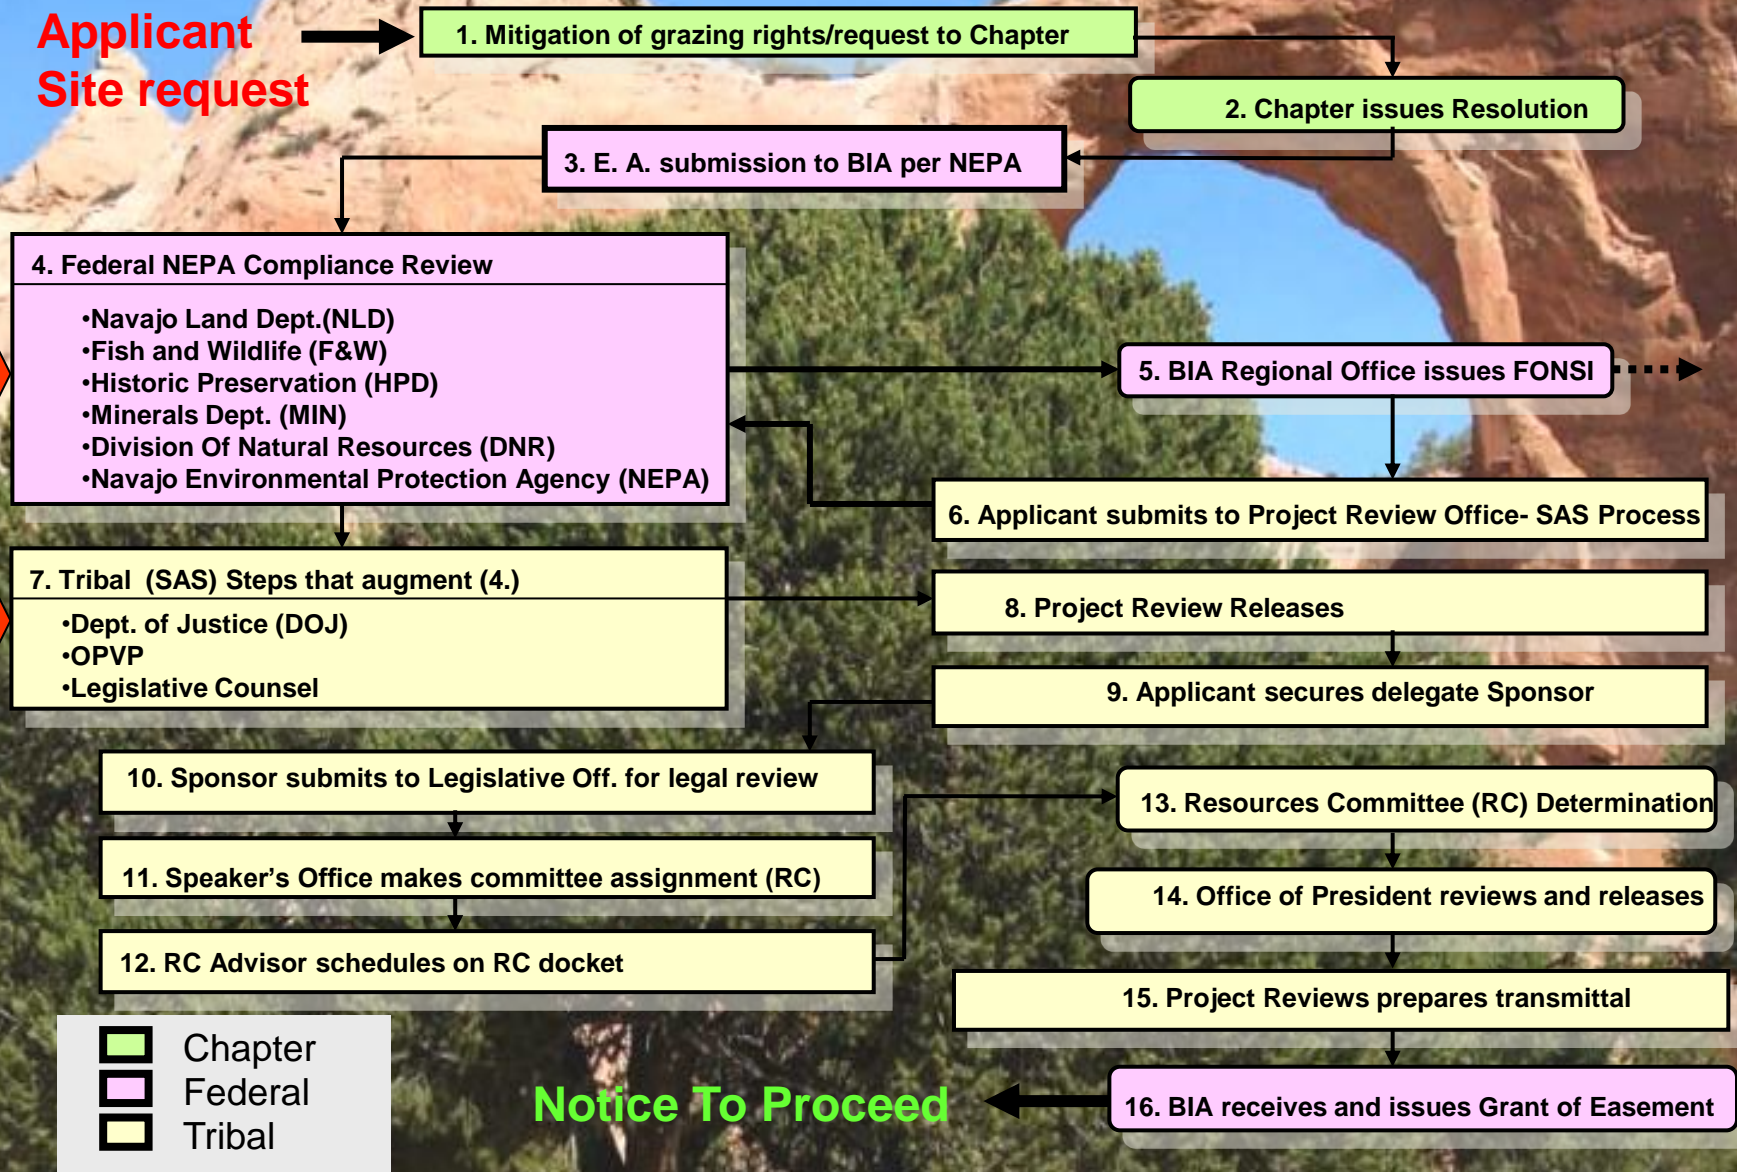 Applicant
Site request
1. Mitigation of grazing rights/request to Chapter
2. Chapter issues Resolution
3. E. A. submission to BIA per NEPA
4. Federal NEPA Compliance Review
•Navajo Land Dept.(NLD)
•Fish and Wildlife (F&W)
•Historic Preservation (HPD)
•Minerals Dept. (MIN)
•Division Of Natural Resources (DNR)
•Navajo Environmental Protection Agency (NEPA)
5. BIA Regional Office issues FONSI
6. Applicant submits to Project Review Office- SAS Process
7. Tribal (SAS) Steps that augment (4.)
•Dept. of Justice (DOJ)
•OPVP
•Legislative Counsel
8. Project Review Releases
9. Applicant secures delegate Sponsor
10. Sponsor submits to Legislative Off. for legal review
11. Speaker's Office makes committee assignment (RC)
12. RC Advisor schedules on RC docket
13. Resources Committee (RC) Determination
14. Office of President reviews and releases
15. Project Reviews prepares transmittal
16. BIA receives and issues Grant of Easement
Notice To Proceed
Chapter
Federal
Tribal